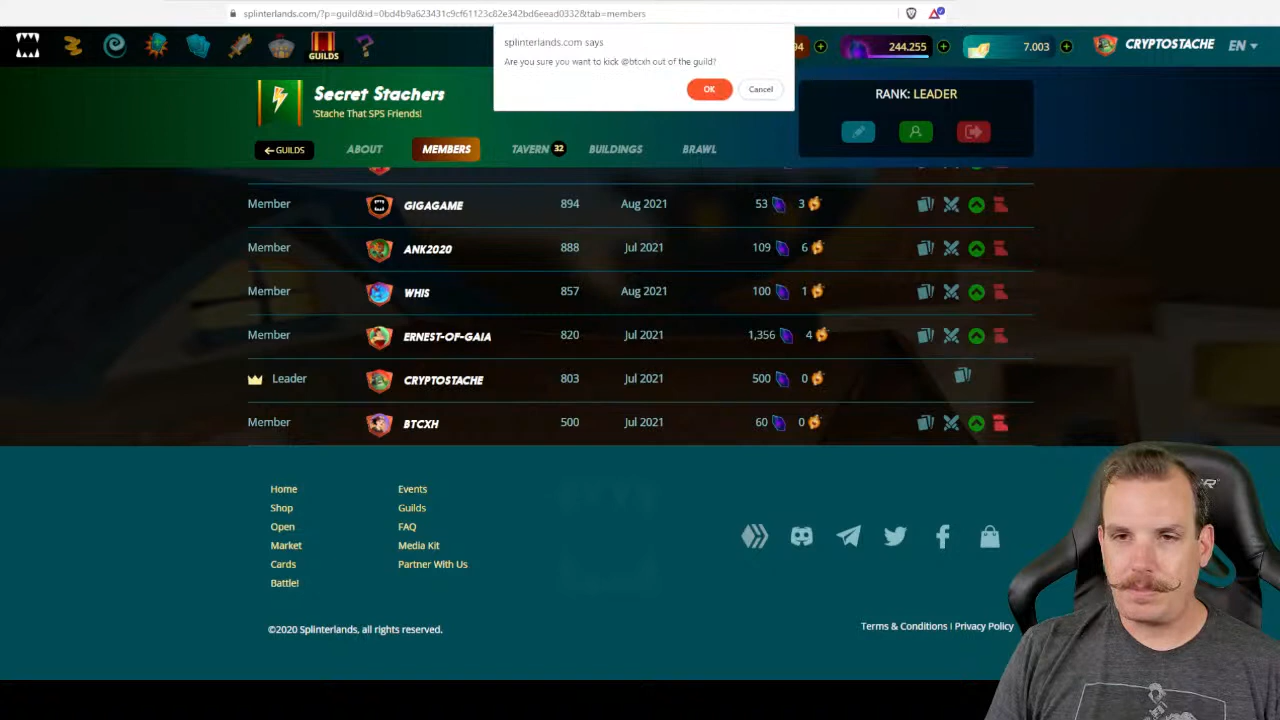 splinterlands.com/?p=guild&id=0bd4b9a623431c9cf61123c82e342bd6eead0332&tab=members
splinterlands.com says
Are you sure you want to kick @btcxh out of the guild?
OK Cancel
GUILDS
94 244.255 7.003 CRYPTOSTACHE EN
Secret Stachers
'Stache That SPS Friends!
RANK: LEADER
GUILDS ABOUT MEMBERS TAVERN 32 BUILDINGS BRAWL
Member GIGAGAME 894 Aug 2021 53 3
Member ANK2020 888 Jul 2021 109 6
Member WHIS 857 Aug 2021 100 1
Member ERNEST-OF-GAIA 820 Jul 2021 1,356 4
Leader CRYPTOSTACHE 803 Jul 2021 500 0
Member BTCXH 500 Jul 2021 60 0
Home Events
Shop Guilds
Open FAQ
Market Media Kit
Cards Partner With Us
Battle!
©2020 Splinterlands, all rights reserved.
Terms & Conditions | Privacy Policy